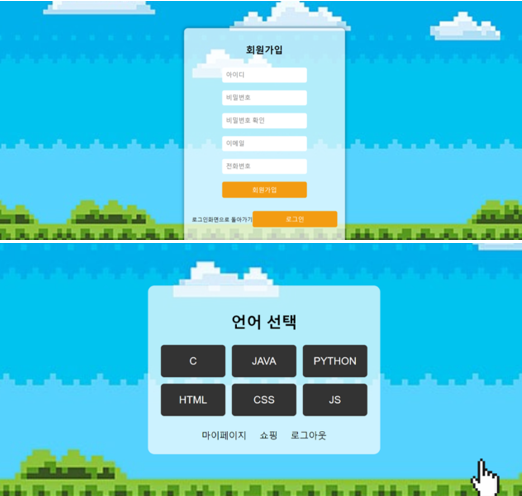 회원가입
아이디
비밀번호
비밀번호 확인
이메일
전화번호
회원가입
로그인화면으로 돌아가기 로그인
언어 선택
C JAVA PYTHON
HTML CSS JS
마이페이지 쇼핑 로그아웃